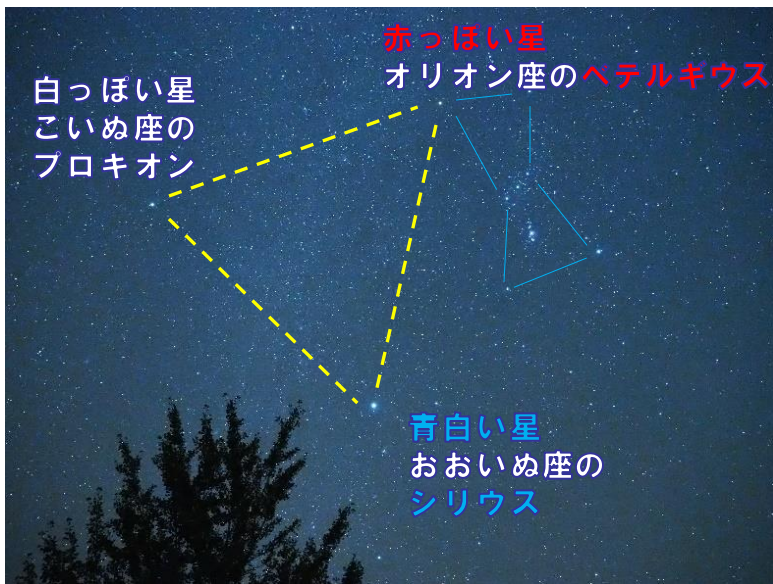 赤っぽい星
オリオン座のベテルギウス
白っぽい星
こいぬ座の
プロキオン
青白い星
おおいぬ座の
シリウス